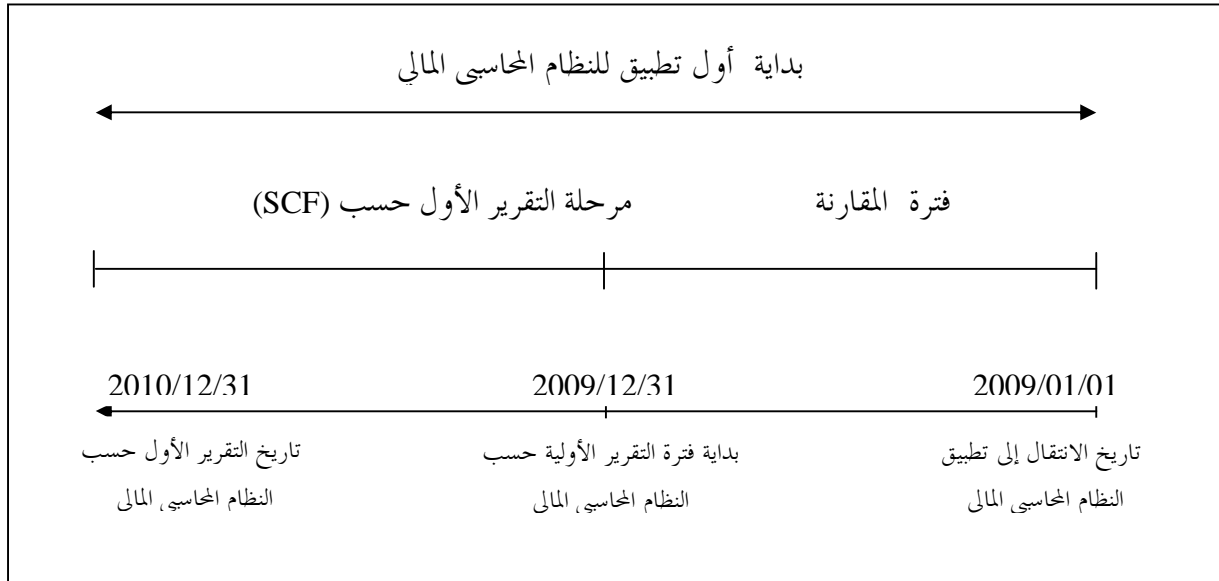 بداية أول تطبيق للنظام المحاسبي المالي
فترة المقارنة
مرحلة التقرير الأول حسب (SCF)
2009/01/01
2009/12/31
2010/12/31
تاريخ الانتقال إلى تطبيق
النظام المحاسبي المالي
بداية فترة التقرير الأولية حسب
النظام المحاسبي المالي
تاريخ التقرير الأول حسب
النظام المحاسبي المالي